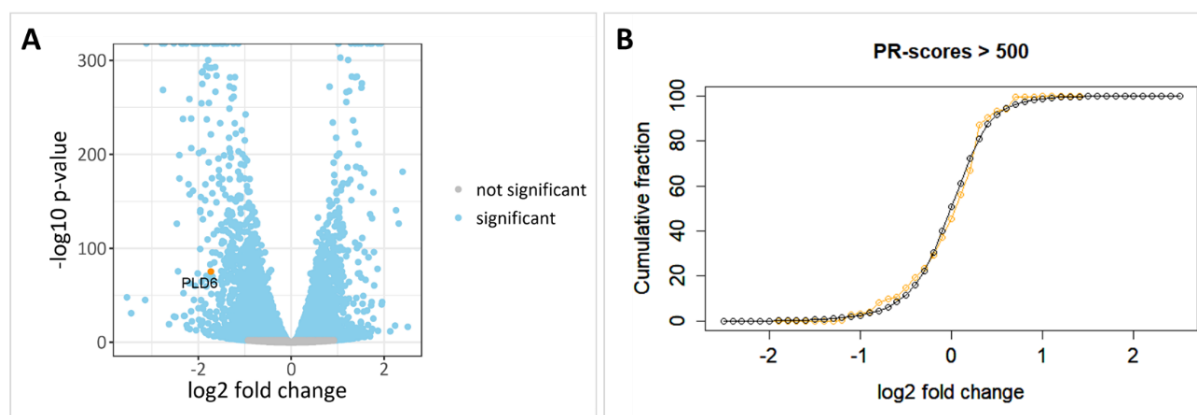 A
300
200
100
0
-log10 p-value
PLD6
-2
0
2
log2 fold change
not significant
significant
B
PR-scores > 500
100
80
60
40
20
0
Cumulative fraction
-2
-1
0
1
2
log2 fold change